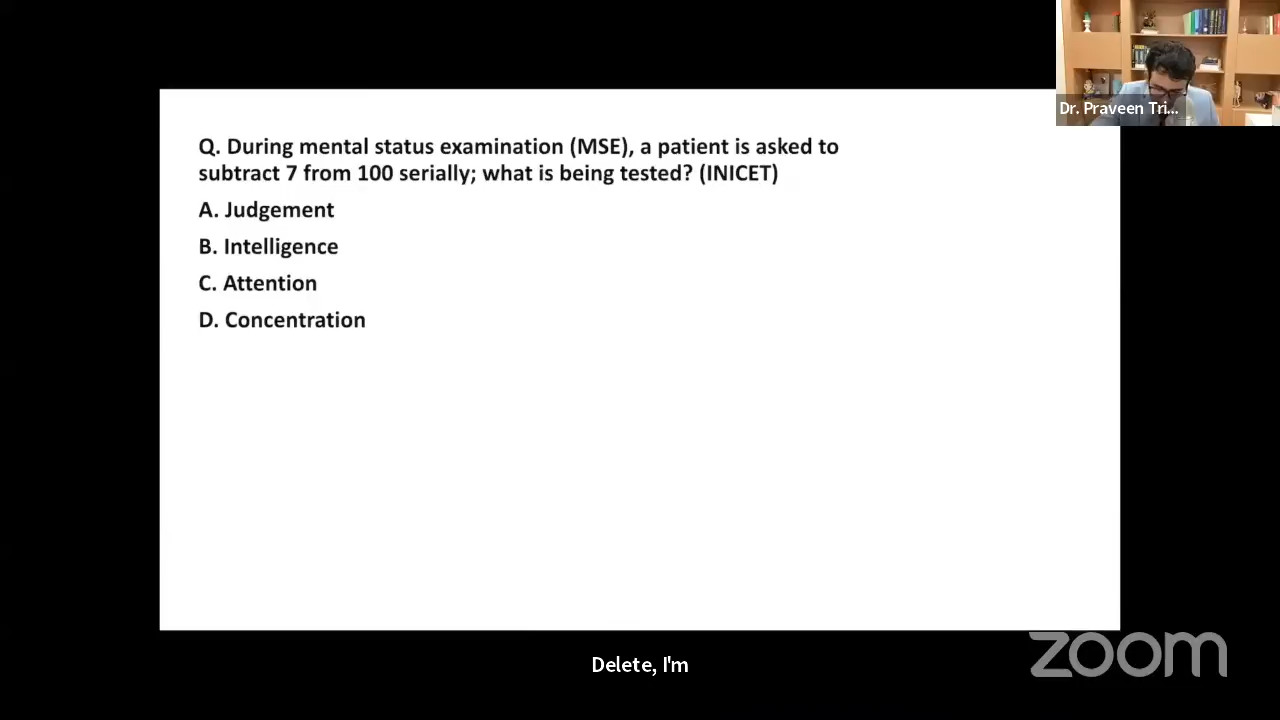 Dr. Praveen Tri...
Q. During mental status examination (MSE), a patient is asked to
subtract 7 from 100 serially; what is being tested? (INICET)
A. Judgement
B. Intelligence
C. Attention
D. Concentration
Delete, I'm
zoom